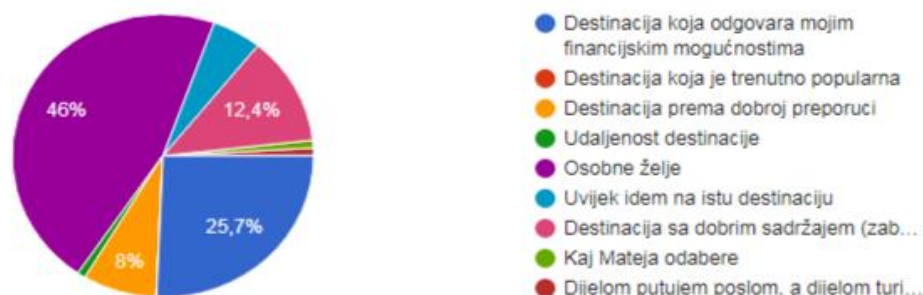 46%
12,4%
25,7%
8%
Destinacija koja odgovara mojim
financijskim mogućnostima
Destinacija koja je trenutno popularna
Destinacija prema dobroj preporuci
Udaljenost destinacije
Osobne želje
Uvijek idem na istu destinaciju
Destinacija sa dobrim sadržajem (zab...
Kaj Mateja odabere
Dijelom putujem poslom, a dijelom turi...